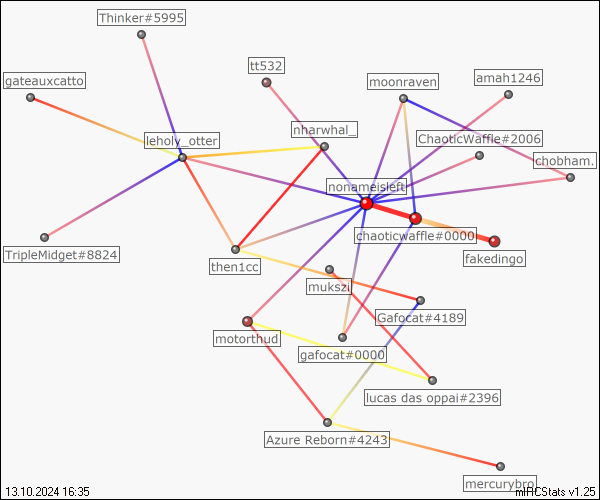 Thinker#5995
tt532
gateauxcatto
moonraven
amah1246
nharwhal_
leholy_otter
ChaoticWaffle#2006
chobham.
nonameisleft
chaoticwaffle#0000
TripleMidget#8824
then1cc
fakedingo
mukszi
Gafocat#4189
motorthud
gafocat#0000
lucas das oppai#2396
Azure Reborn#4243
mercurybro
13.10.2024 16:35
mIRCStats v1.25